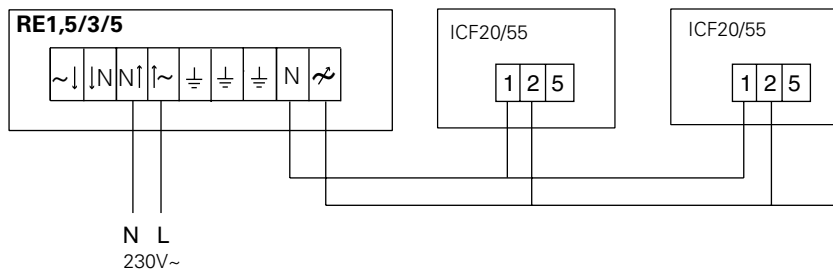 RE1,5/3/5
~↓ ↓N N↑ ↑~ ⏚ ⏚ ⏚ N
ICF20/55
1 2 5
ICF20/55
1 2 5
N L
230V~